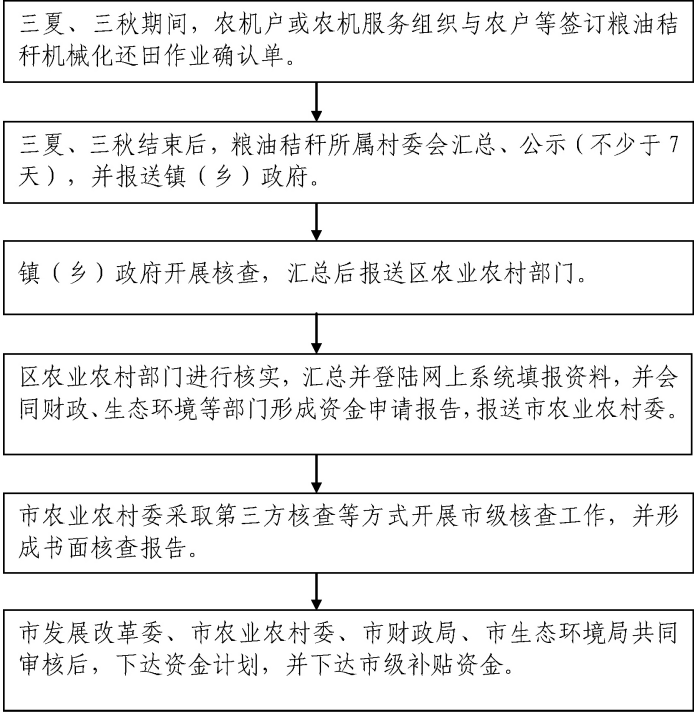 三夏、三秋期间，农机户或农机服务组织与农户等签订粮油秸
秆机械化还田作业确认单。
三夏、三秋结束后，粮油秸秆所属村委会汇总、公示（不少于7
天），并报送镇（乡）政府。
镇（乡）政府开展核查，汇总后报送区农业农村部门。
区农业农村部门进行核实，汇总并登陆网上系统填报资料，并会
同财政、生态环境等部门形成资金申请报告，报送市农业农村委。
市农业农村委采取第三方核查等方式开展市级核查工作，并形
成书面核查报告。
市发展改革委、市农业农村委、市财政局、市生态环境局共同
审核后，下达资金计划，并下达市级补贴资金。